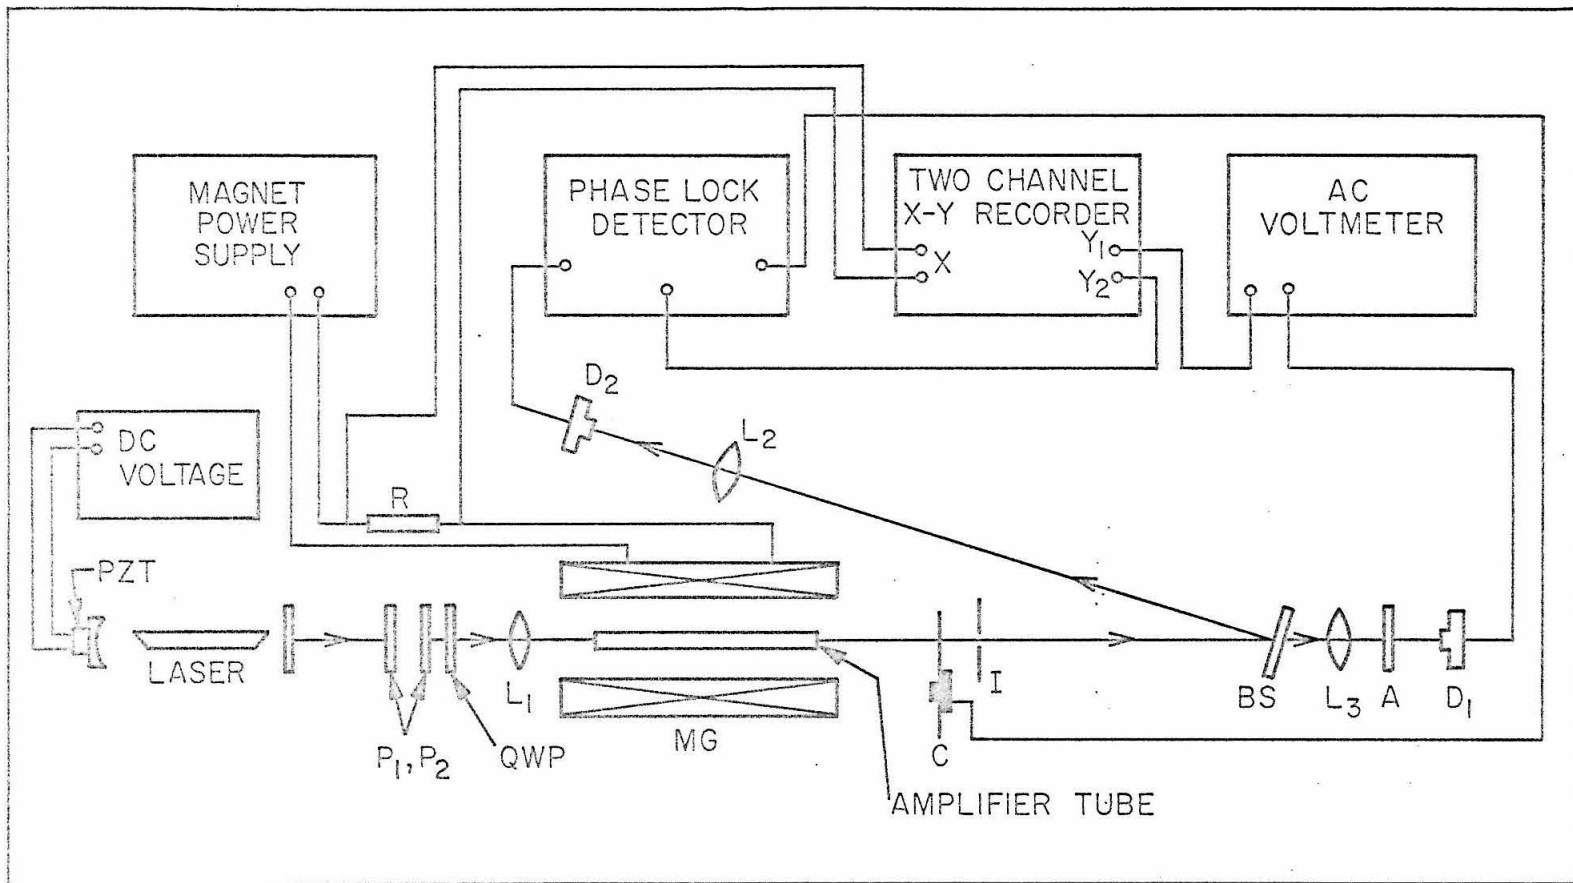 MAGNET
POWER
SUPPLY
PHASE LOCK
DETECTOR
TWO CHANNEL
X-Y RECORDER
X
Y1
Y2
AC
VOLTMETER
DC
VOLTAGE
R
D2
L2
PZT
LASER
P1, P2
QWP
L1
MG
C
I
BS
L3
A
D1
AMPLIFIER TUBE